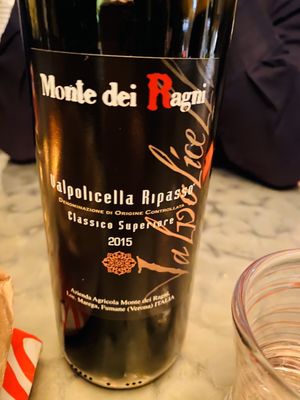 Monte dei Ragni
Valpolicella Ripasso
Denominazione di Origine Controllata
Classico Superiore
2015
Valpolicell
Azienda Agricola Monte dei Ragni
Loc. Marega, Fumane (Verona) ITALIA